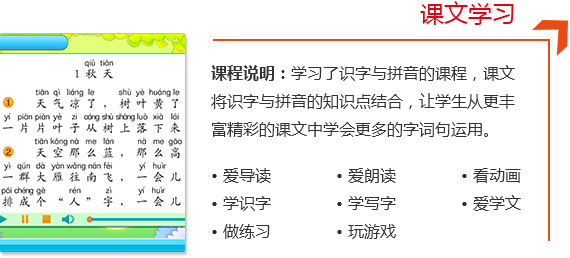 课文学习
qiū tiān
1 秋 天
tiān qì liáng le shù yè huáng le
① 天 气 凉 了 ， 树 叶 黄 了
yí piàn piàn yè zi cóng shù shàng luò xià lái
一 片 片 叶 子 从 树 上 落 下 来
tiān kōng nà me lán nà me gāo
② 天 空 那 么 蓝 ， 那 么 高
yì qún dà yàn wǎng nán fēi yí huìr
一 群 大 雁 往 南 飞 ， 一 会 儿
pái chéng gè rén zì yí huìr
排 成 个 “人” 字 ， 一 会 儿
课程说明：学习了识字与拼音的课程，课文
将识字与拼音的知识点结合，让学生从更丰
富精彩的课文中学会更多的字词句运用。
• 爱导读 • 爱朗读 • 看动画
• 学识字 • 学写字 • 爱学文
• 做练习 • 玩游戏